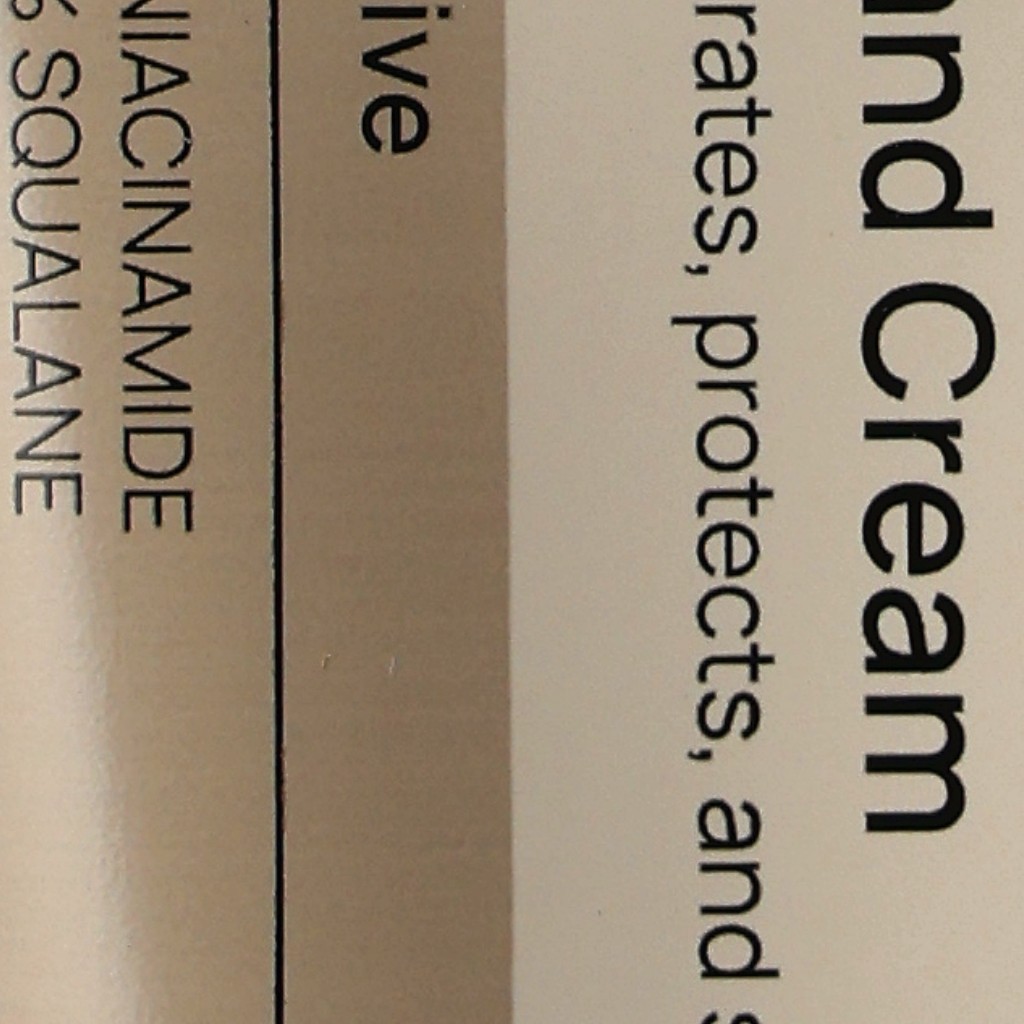 nd Cream
rates, protects, and s
ive
NIACINAMIDE
% SQUALANE